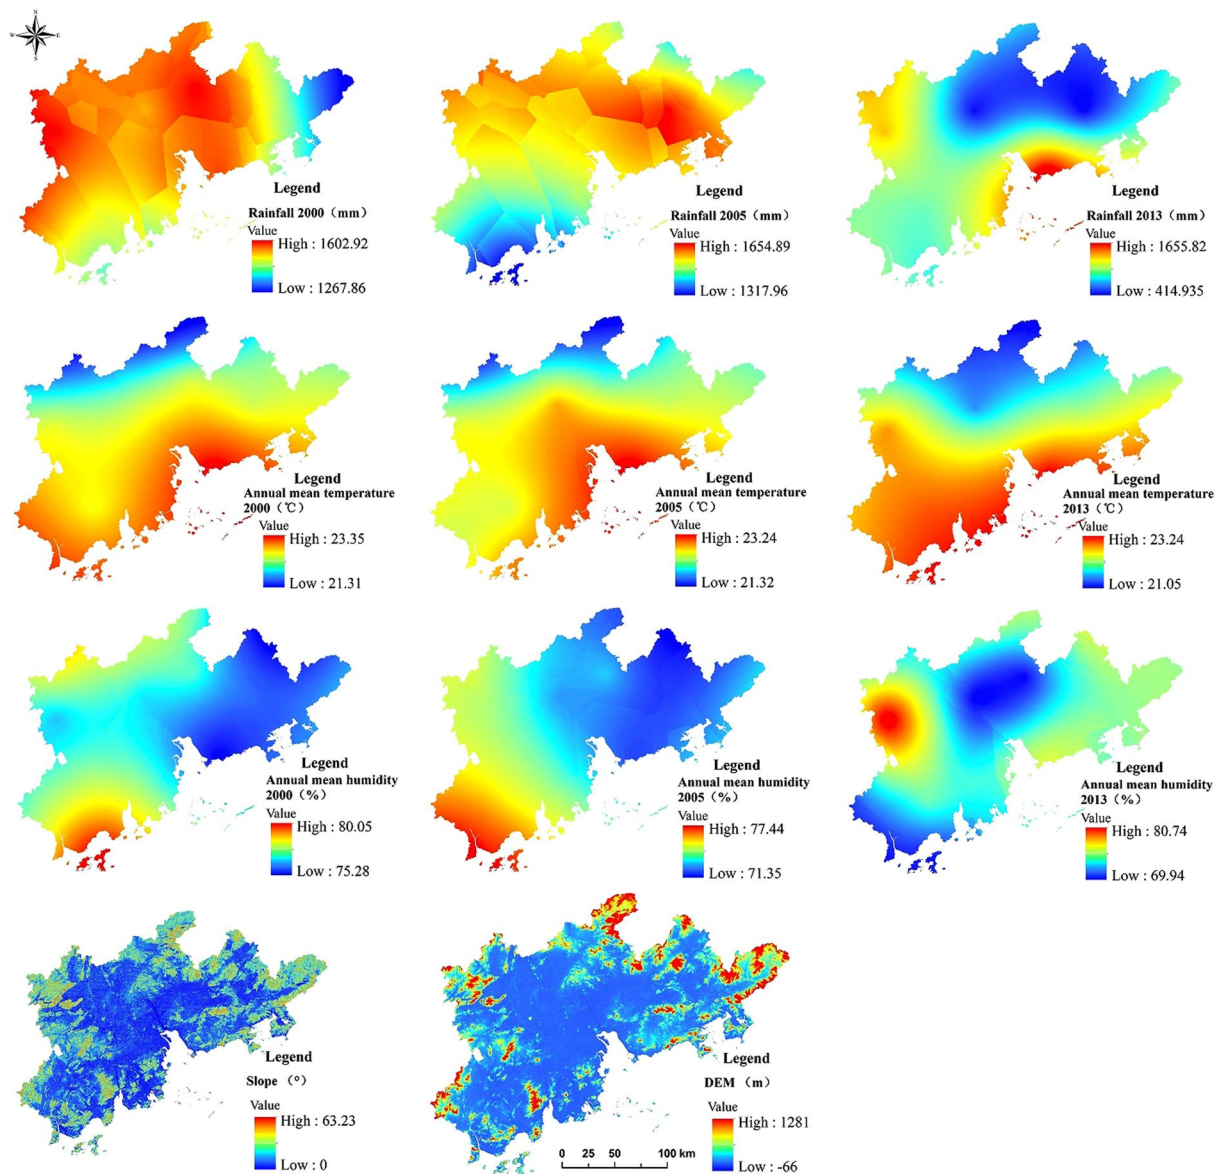 N
W E
S
Legend
Rainfall 2000（mm）
Value
High : 1602.92
Low : 1267.86
Legend
Rainfall 2005（mm）
Value
High : 1654.89
Low : 1317.96
Legend
Rainfall 2013（mm）
Value
High : 1655.82
Low : 414.935
Legend
Annual mean temperature
2000（℃）
Value
High : 23.35
Low : 21.31
Legend
Annual mean temperature
2005（℃）
Value
High : 23.24
Low : 21.32
Legend
Annual mean temperature
2013（℃）
Value
High : 23.24
Low : 21.05
Legend
Annual mean humidity
2000（%）
Value
High : 80.05
Low : 75.28
Legend
Annual mean humidity
2005（%）
Value
High : 77.44
Low : 71.35
Legend
Annual mean humidity
2013（%）
Value
High : 80.74
Low : 69.94
Legend
Slope （°）
Value
High : 63.23
Low : 0
Legend
DEM （m）
Value
High : 1281
Low : -66
0 25 50 100 km